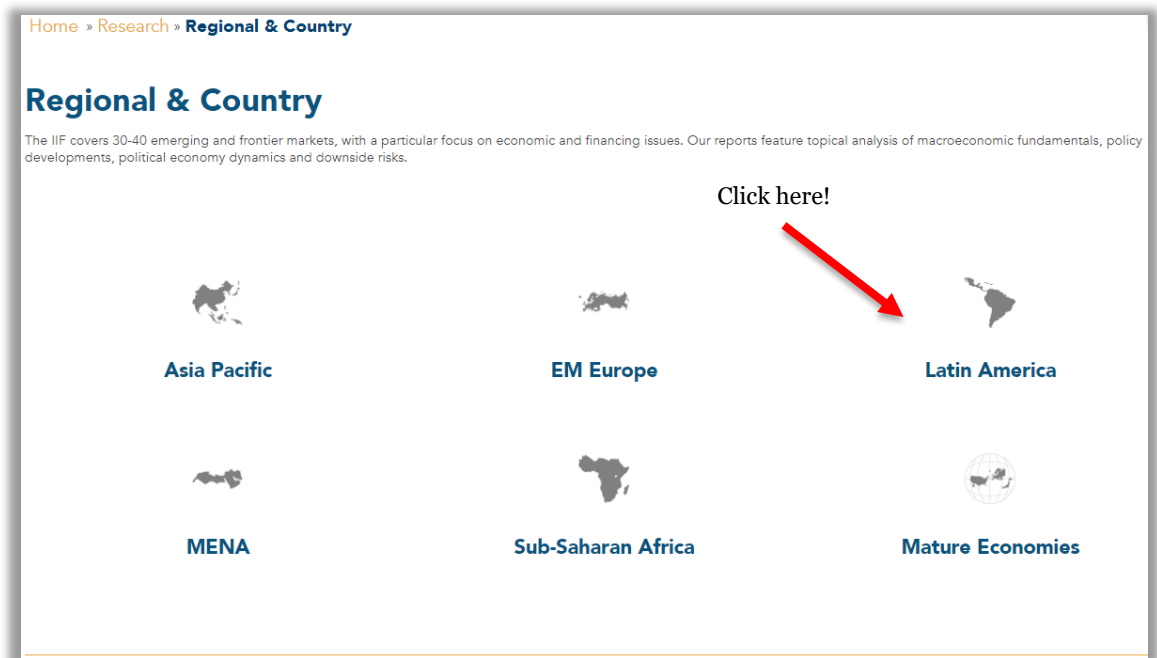 Home » Research » Regional & Country
Regional & Country
The IIF covers 30-40 emerging and frontier markets, with a particular focus on economic and financing issues. Our reports feature topical analysis of macroeconomic fundamentals, policy
developments, political economy dynamics and downside risks.
Click here!
Asia Pacific
EM Europe
Latin America
MENA
Sub-Saharan Africa
Mature Economies